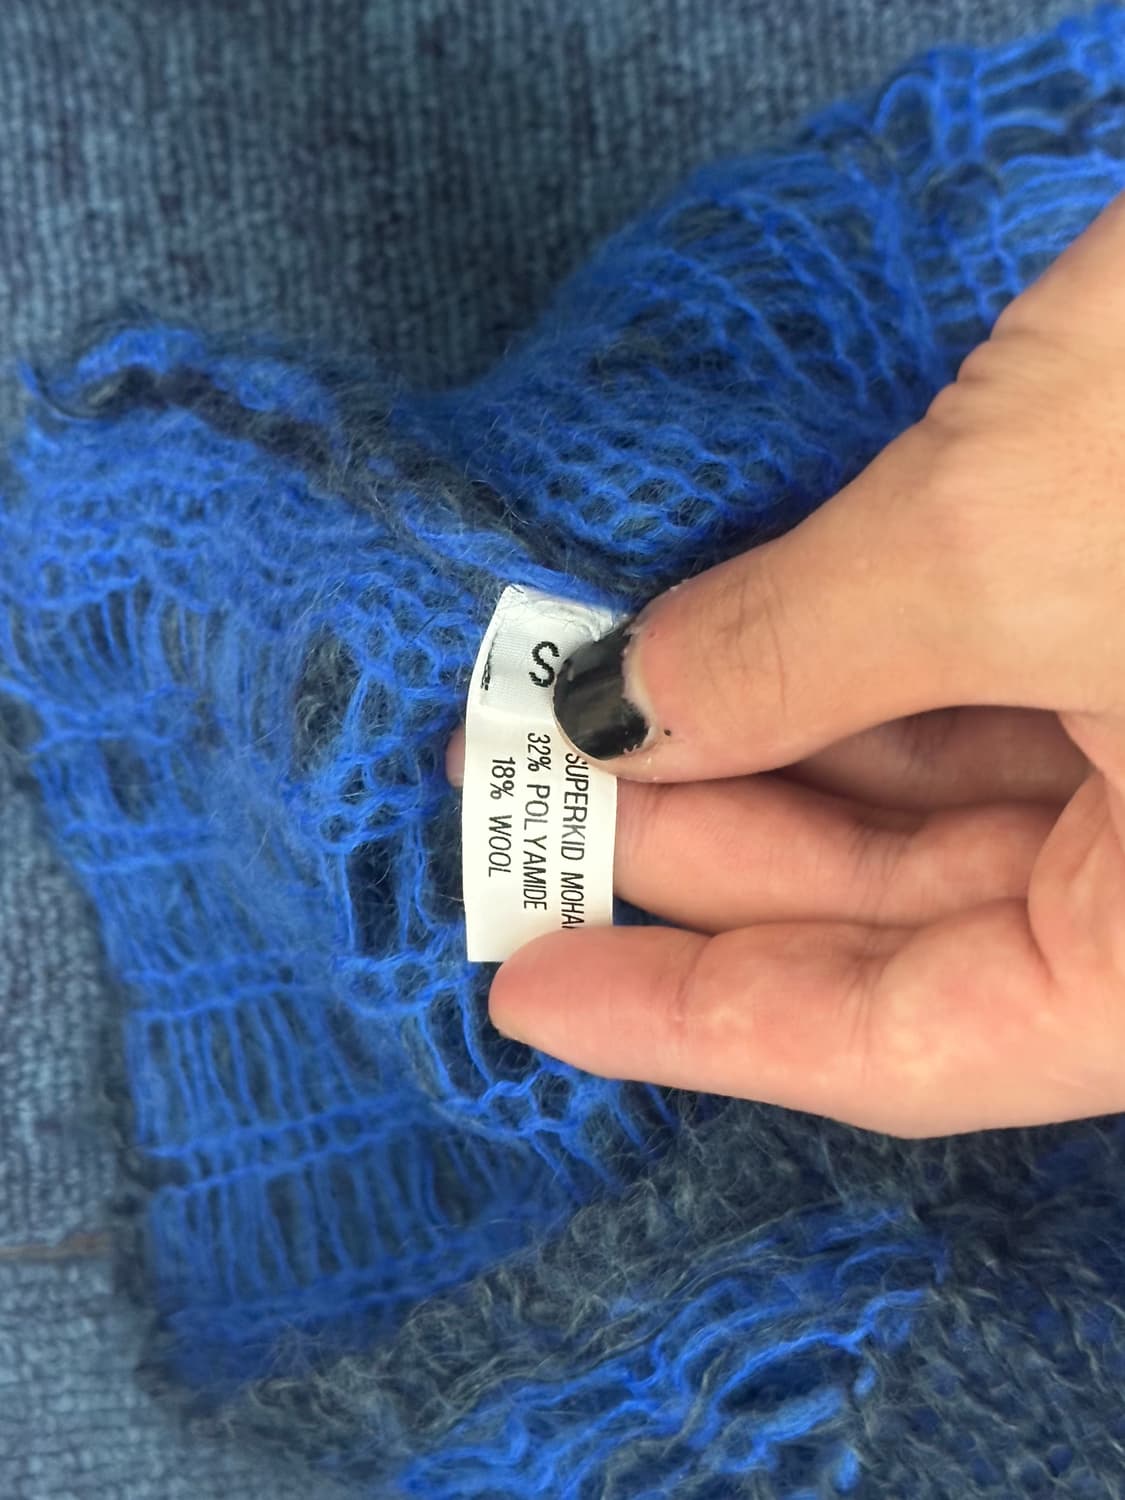 S
SUPERKID
32% POLYAMIDE
18% WOOL